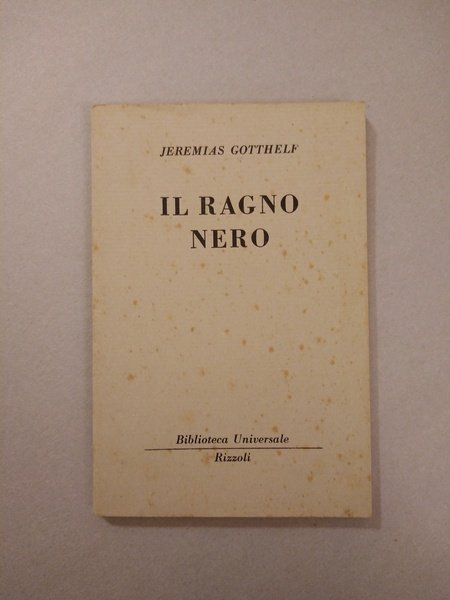 JEREMIAS GOTTHELF
IL RAGNO
NERO
Biblioteca Universale
Rizzoli